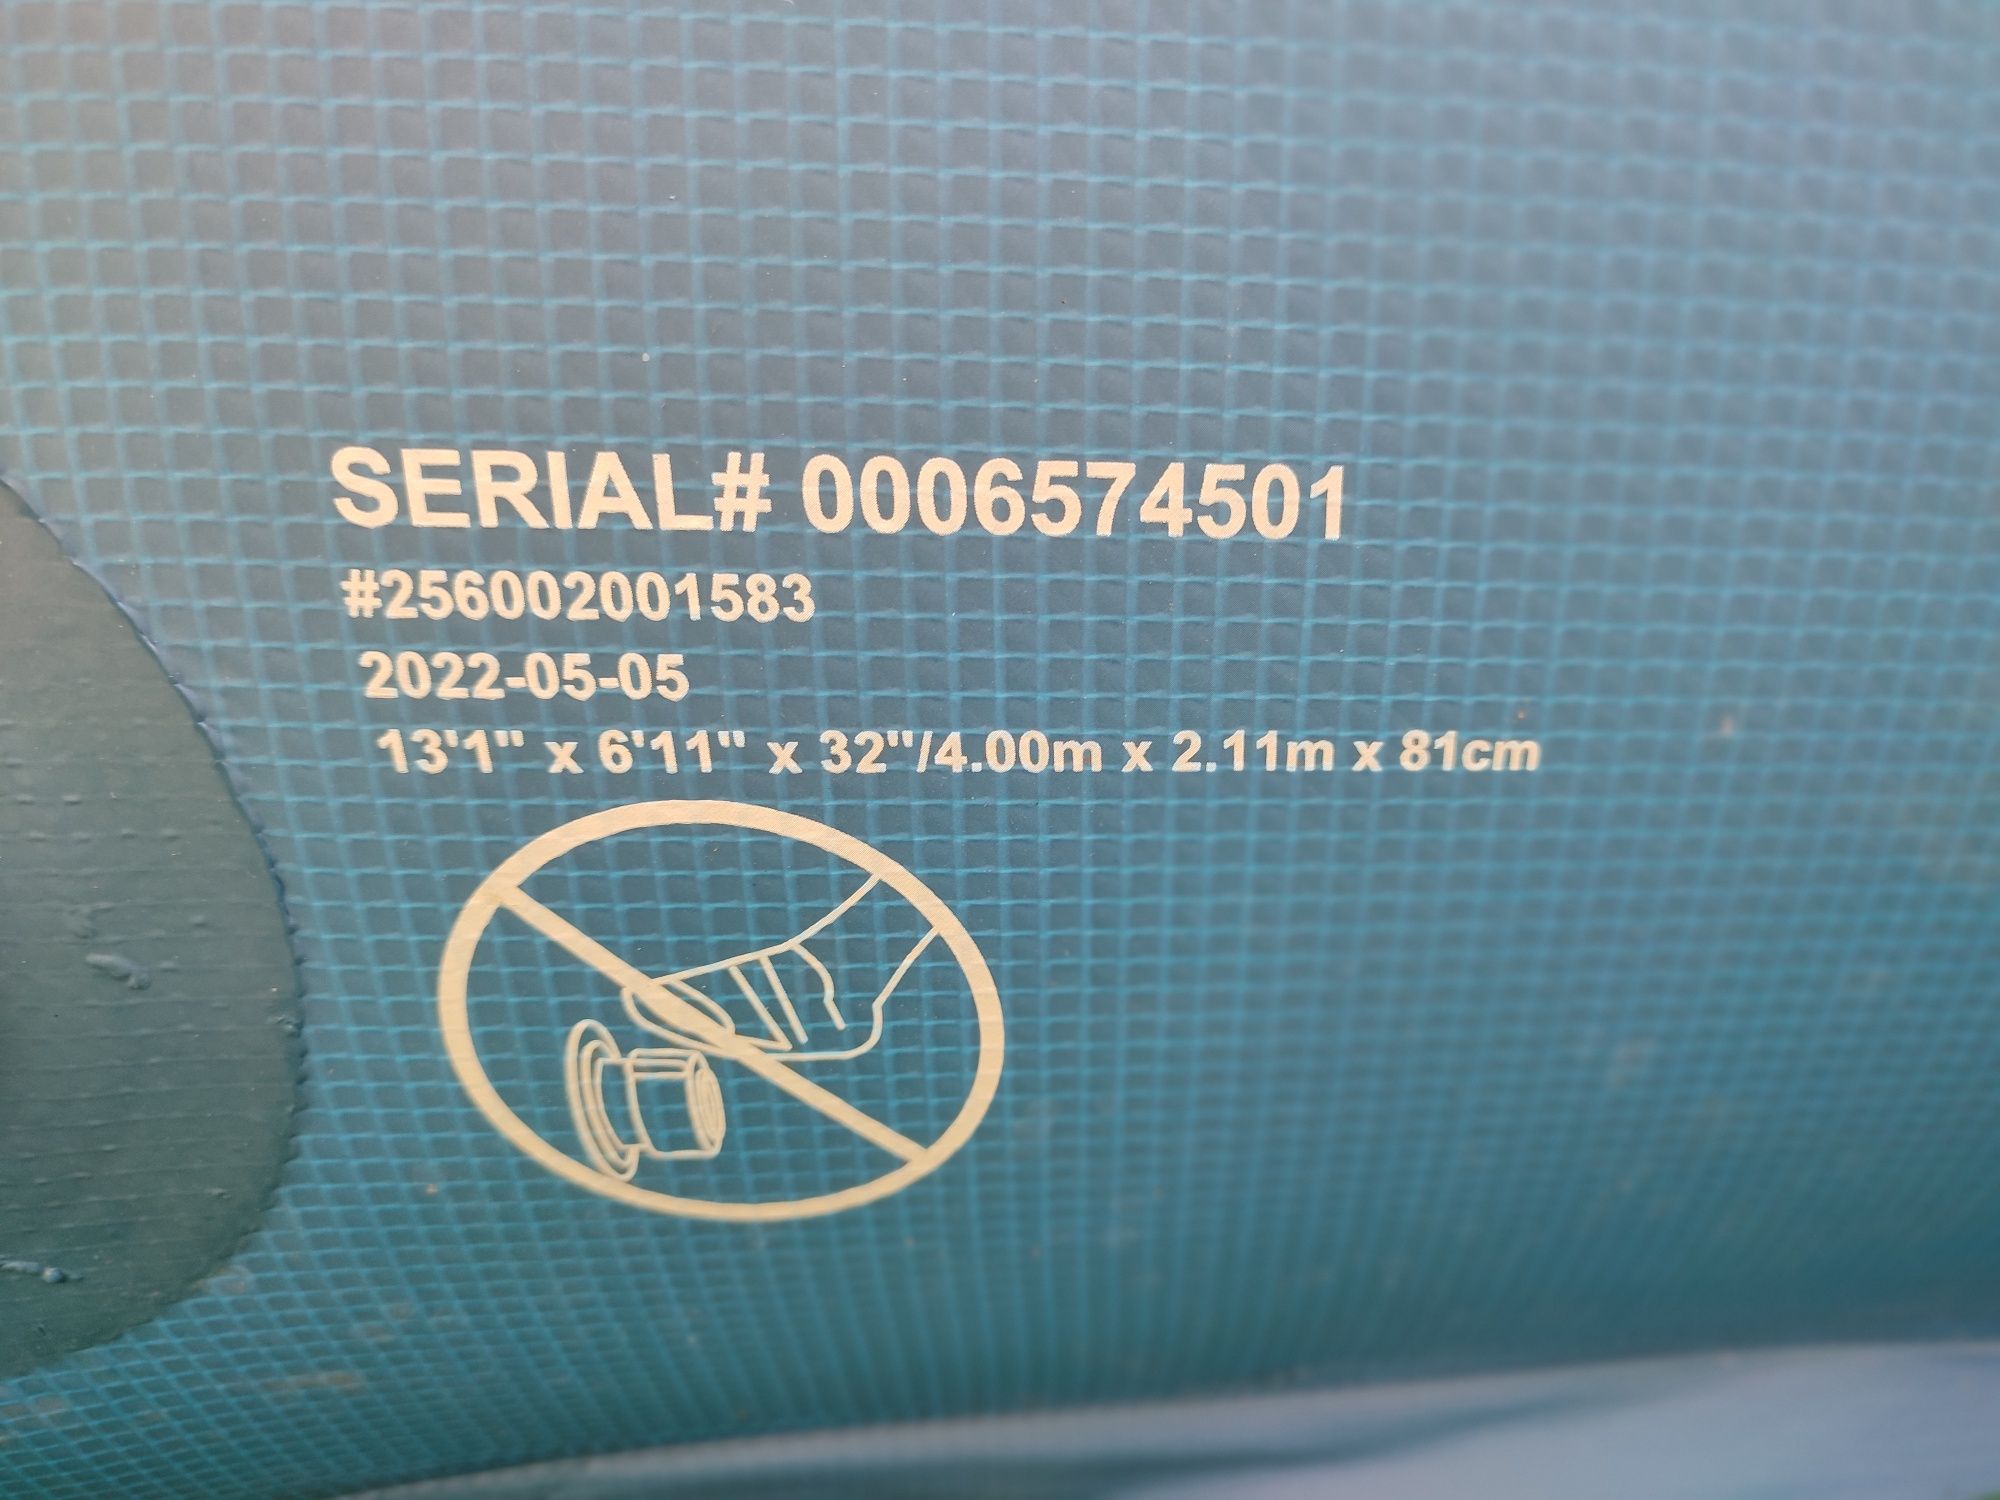 SERIAL# 0006574501
#256002001583
2022-05-05
13'1" x 6'11" x 32"/4.00m x 2.11m x 81cm